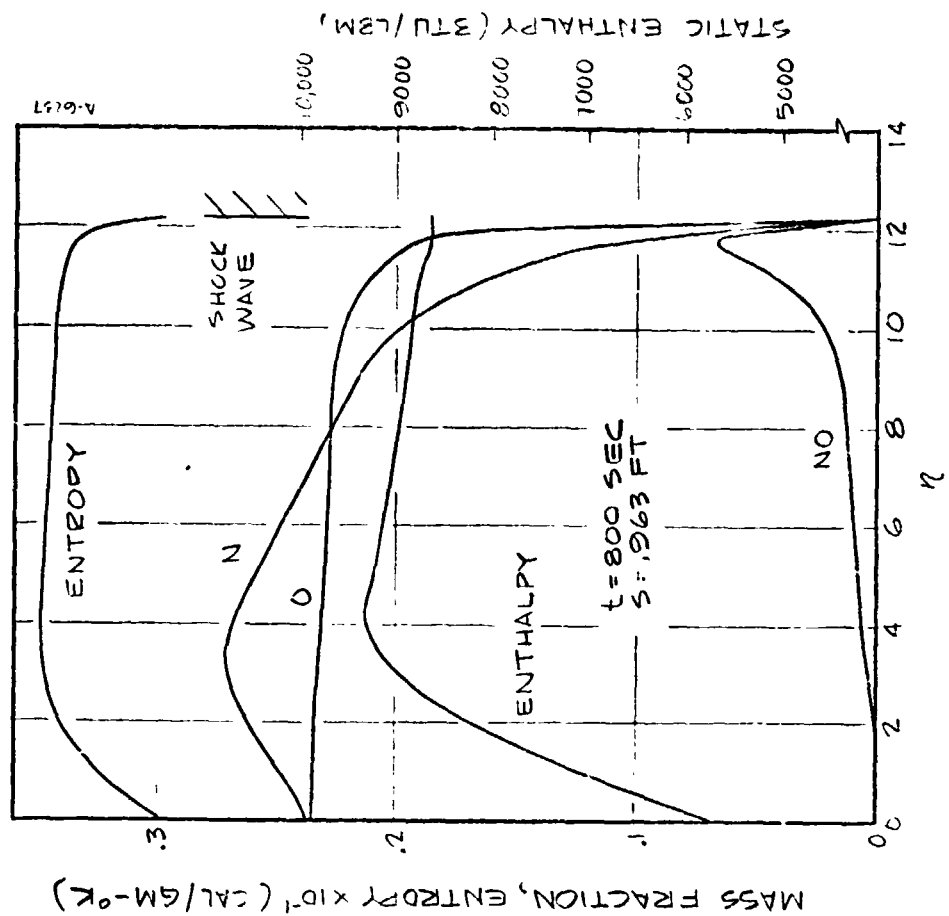 A-6257
STATIC ENTHALPY (BTU/LBM)
10,000
9000
8000
7000
6000
5000
SHOCK
WAVE
ENTROPY
N
O
ENTHALPY
t=800 SEC
S=.963 FT
NO
.3
.2
.1
0
0 2 4 6 8 10 12 14
η
MASS FRACTION, ENTROPY ×10⁻¹ (CAL/GM-°K)